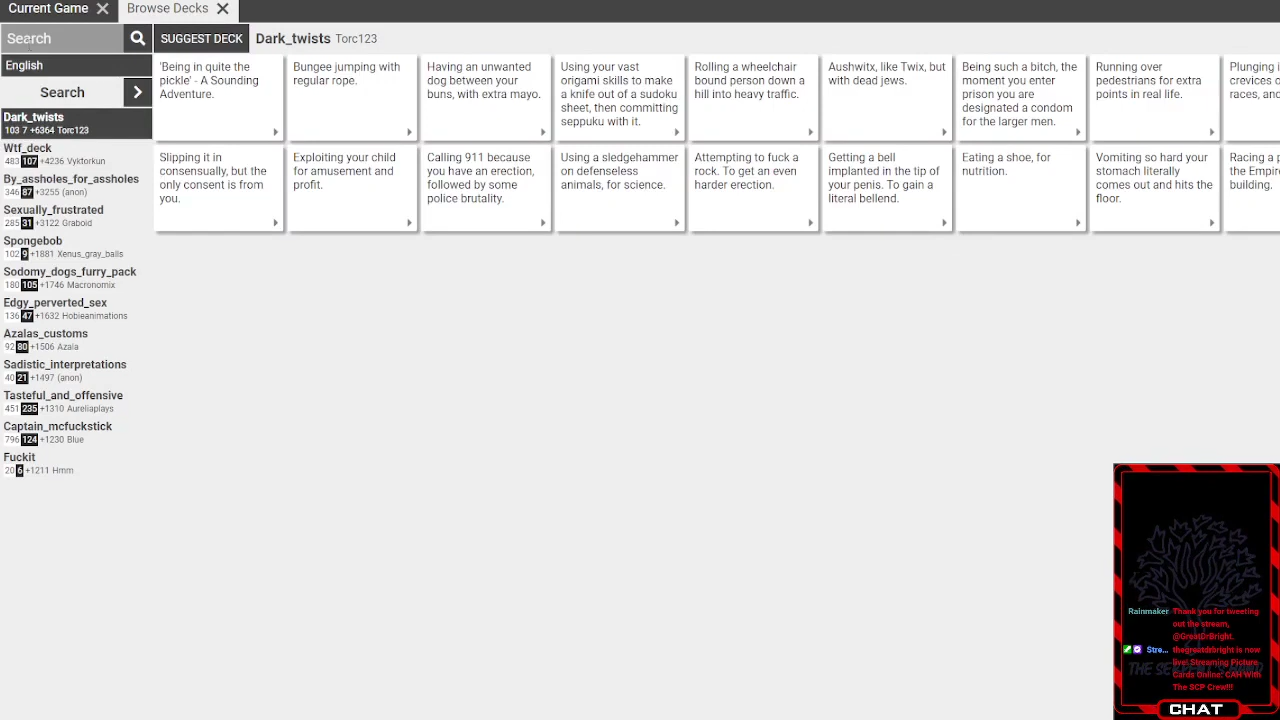 Current Game
Browse Decks
Search
SUGGEST DECK
Dark_twists Torc123
English
Search
Dark_twists
103 7 +6364 Torc123
Wtf_deck
483 107 +4236 Vykforkun
By_assholes_for_assholes
346 87 +3255 (anon)
Sexually_frustrated
285 31 +3122 Graboid
Spongebob
102 9 +1881 Xenus_gray_balls
Sodomy_dogs_furry_pack
180 105 +1746 Macronomix
Edgy_perverted_sex
136 47 +1632 Hobieanimations
Azalas_customs
92 80 +1506 Azala
Sadistic_interpretations
40 21 +1497 (anon)
Tasteful_and_offensive
451 235 +1310 Aureliaplays
Captain_mcfuckstick
796 124 +1230 Blue
Fuckit
20 6 +1211 Hmm
'Being in quite the
pickle' - A Sounding
Adventure.
Bungee jumping with
regular rope.
Having an unwanted
dog between your
buns, with extra mayo.
Using your vast
origami skills to make
a knife out of a sudoku
sheet, then committing
seppuku with it.
Rolling a wheelchair
bound person down a
hill into heavy traffic.
Aushwitx, like Twix, but
with dead jews.
Being such a bitch, the
moment you enter
prison you are
designated a condom
for the larger men.
Running over
pedestrians for extra
points in real life.
Plunging i
crevices o
races, and
Slipping it in
consensually, but the
only consent is from
you.
Exploiting your child
for amusement and
profit.
Calling 911 because
you have an erection,
followed by some
police brutality.
Using a sledgehammer
on defenseless
animals, for science.
Attempting to fuck a
rock. To get an even
harder erection.
Getting a bell
implanted in the tip of
your penis. To gain a
literal bellend.
Eating a shoe, for
nutrition.
Vomiting so hard your
stomach literally
comes out and hits the
floor.
Racing a p
the Empire
building.
Rainmaker Thank you for tweeting
out the stream,
@GreatDrBright.
Stre... thegreatdrbright is now
live! Streaming Picture
Cards Online: CAH With
The SCP Crew!!!
THE SERPENT'S HAND
CHAT